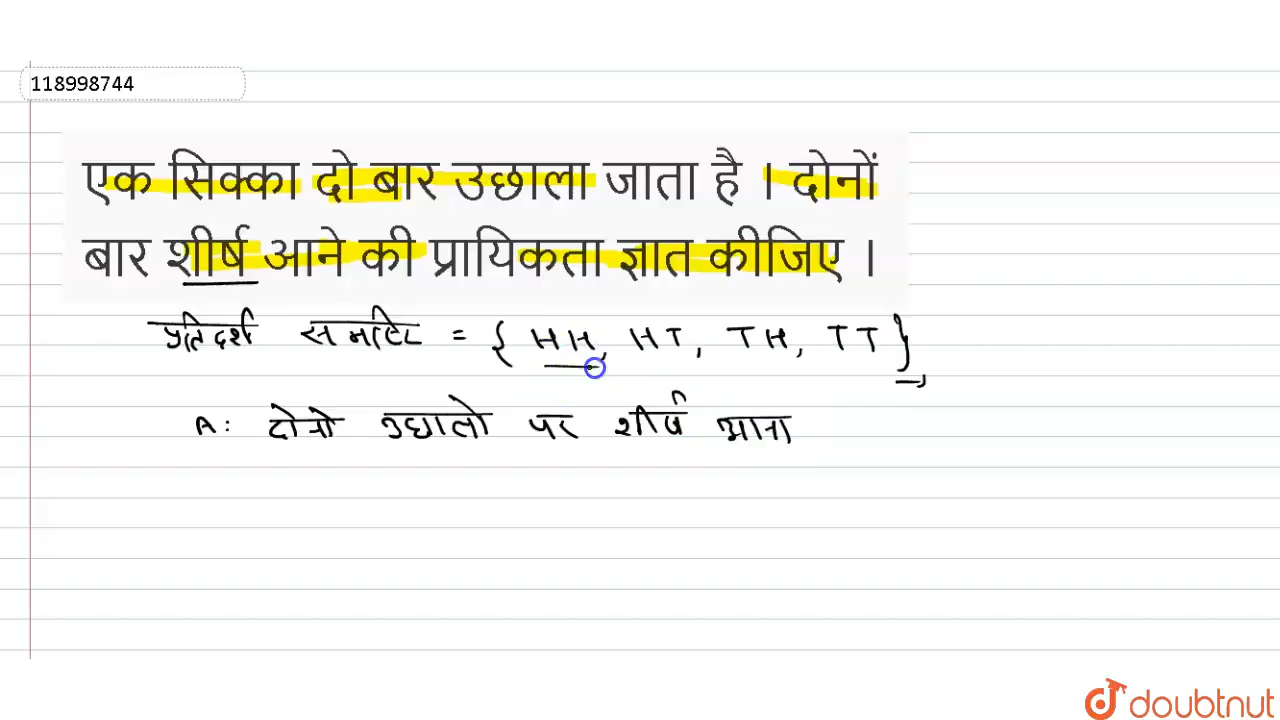 118998744
एक सिक्का दो बार उछाला जाता है । दोनों
बार शीर्ष आने की प्रायिकता ज्ञात कीजिए ।
प्रतिदर्श समष्टि = { HH, HT, TH, TT }
A: दोनो उछालो पर शीर्ष आना
doubtnut